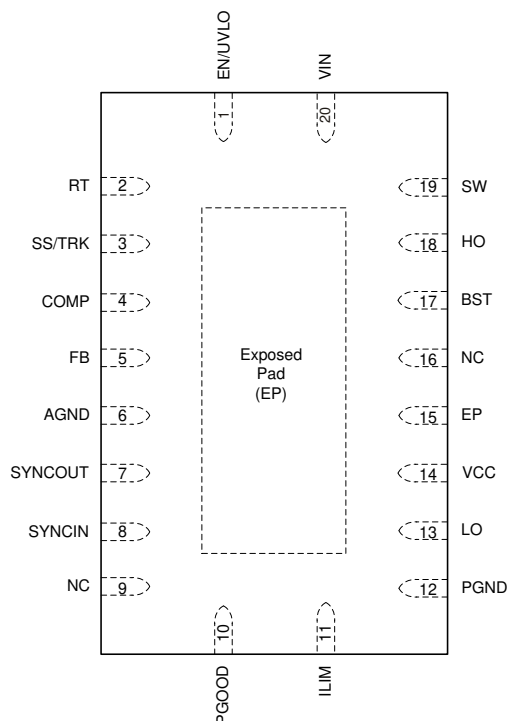 EN/UVLO
VIN
1
20
RT
2
19
SW
SS/TRK
3
18
HO
COMP
4
17
BST
FB
5
16
NC
AGND
6
15
EP
SYNCOUT
7
14
VCC
SYNCIN
8
13
LO
NC
9
12
PGND
Exposed
Pad
(EP)
10
11
PGOOD
ILIM